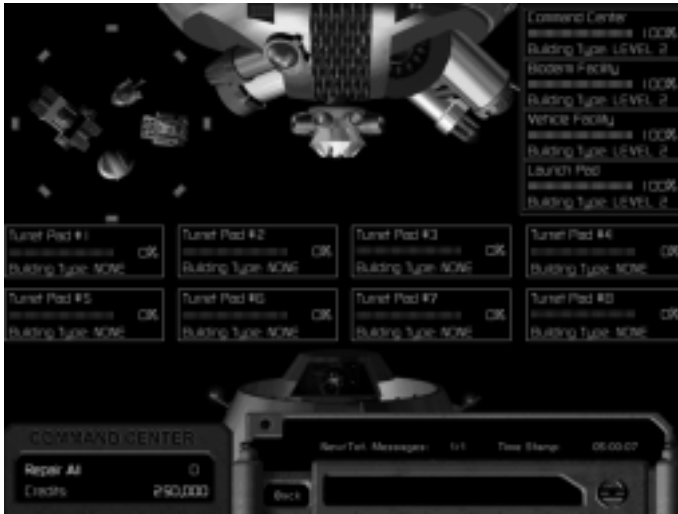 Command Center
100%
Building Type: LEVEL 2
Bioderm Facility
100%
Building Type: LEVEL 2
Vehicle Facility
100%
Building Type: LEVEL 2
Launch Pad
100%
Building Type: LEVEL 2
Turret Pad #1
0%
Building Type: NONE
Turret Pad #2
0%
Building Type: NONE
Turret Pad #3
0%
Building Type: NONE
Turret Pad #4
0%
Building Type: NONE
Turret Pad #5
0%
Building Type: NONE
Turret Pad #6
0%
Building Type: NONE
Turret Pad #7
0%
Building Type: NONE
Turret Pad #8
0%
Building Type: NONE
COMMAND CENTER
Repair All 0
Credits: 250,000
New/Tot. Messages: 1/1 Time Stamp: 05:00:07
Back